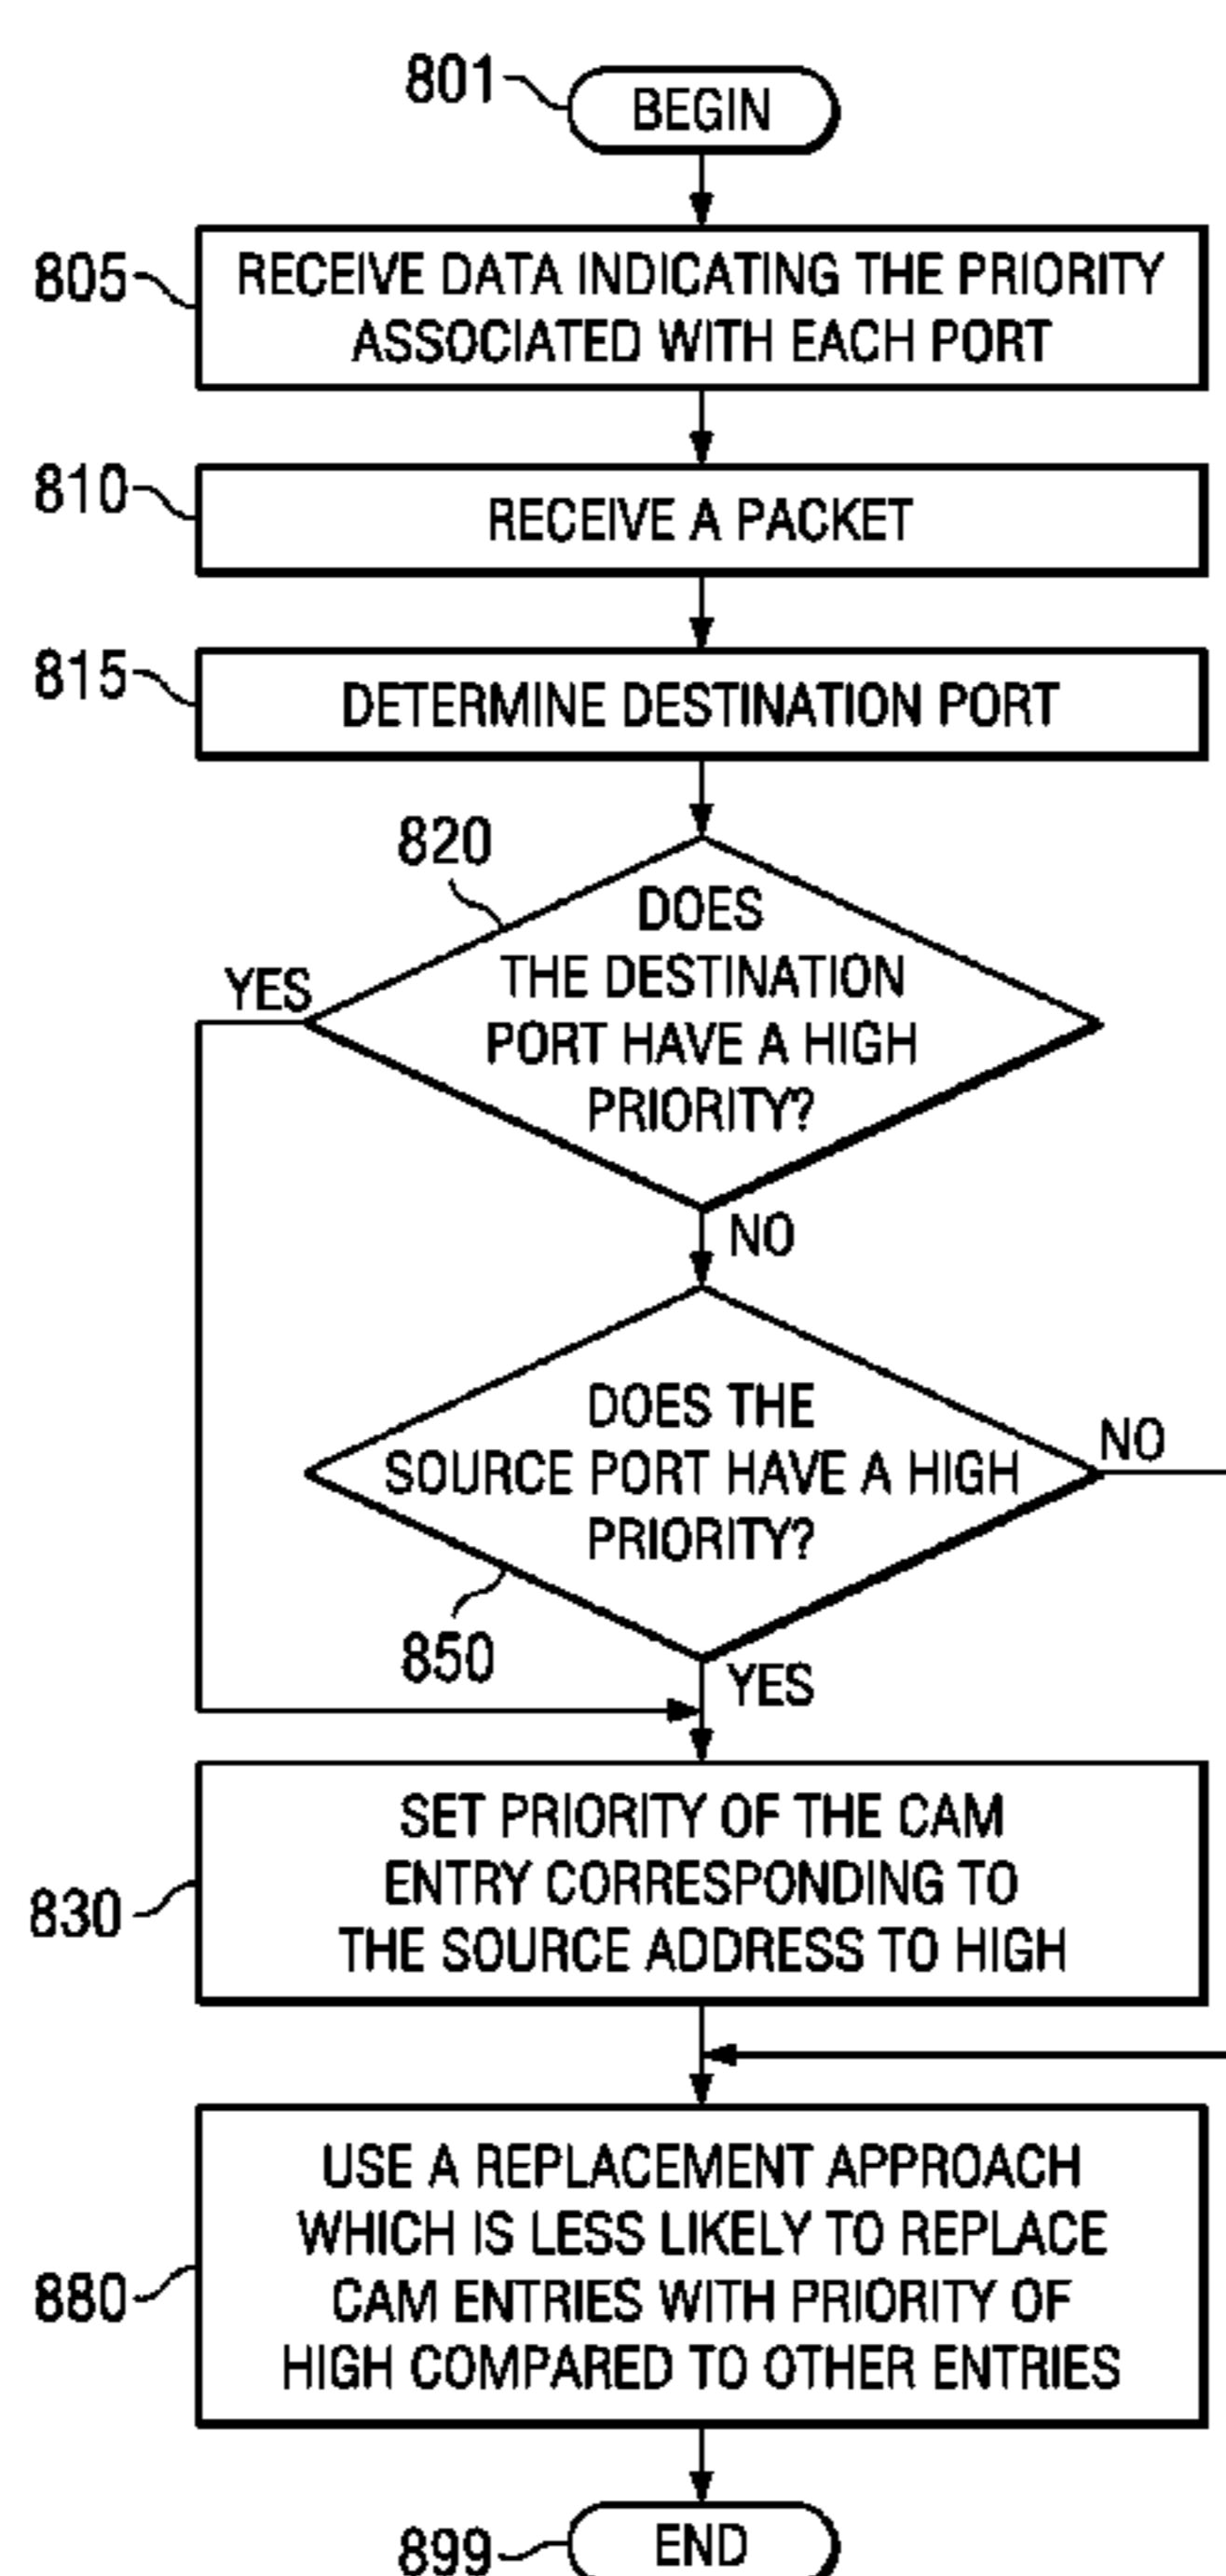 801
BEGIN
805
RECEIVE DATA INDICATING THE PRIORITY
ASSOCIATED WITH EACH PORT
810
RECEIVE A PACKET
815
DETERMINE DESTINATION PORT
820
DOES
THE DESTINATION
PORT HAVE A HIGH
PRIORITY?
YES
NO
DOES THE
SOURCE PORT HAVE A HIGH
PRIORITY?
NO
850
YES
830
SET PRIORITY OF THE CAM
ENTRY CORRESPONDING TO
THE SOURCE ADDRESS TO HIGH
880
USE A REPLACEMENT APPROACH
WHICH IS LESS LIKELY TO REPLACE
CAM ENTRIES WITH PRIORITY OF
HIGH COMPARED TO OTHER ENTRIES
899
END